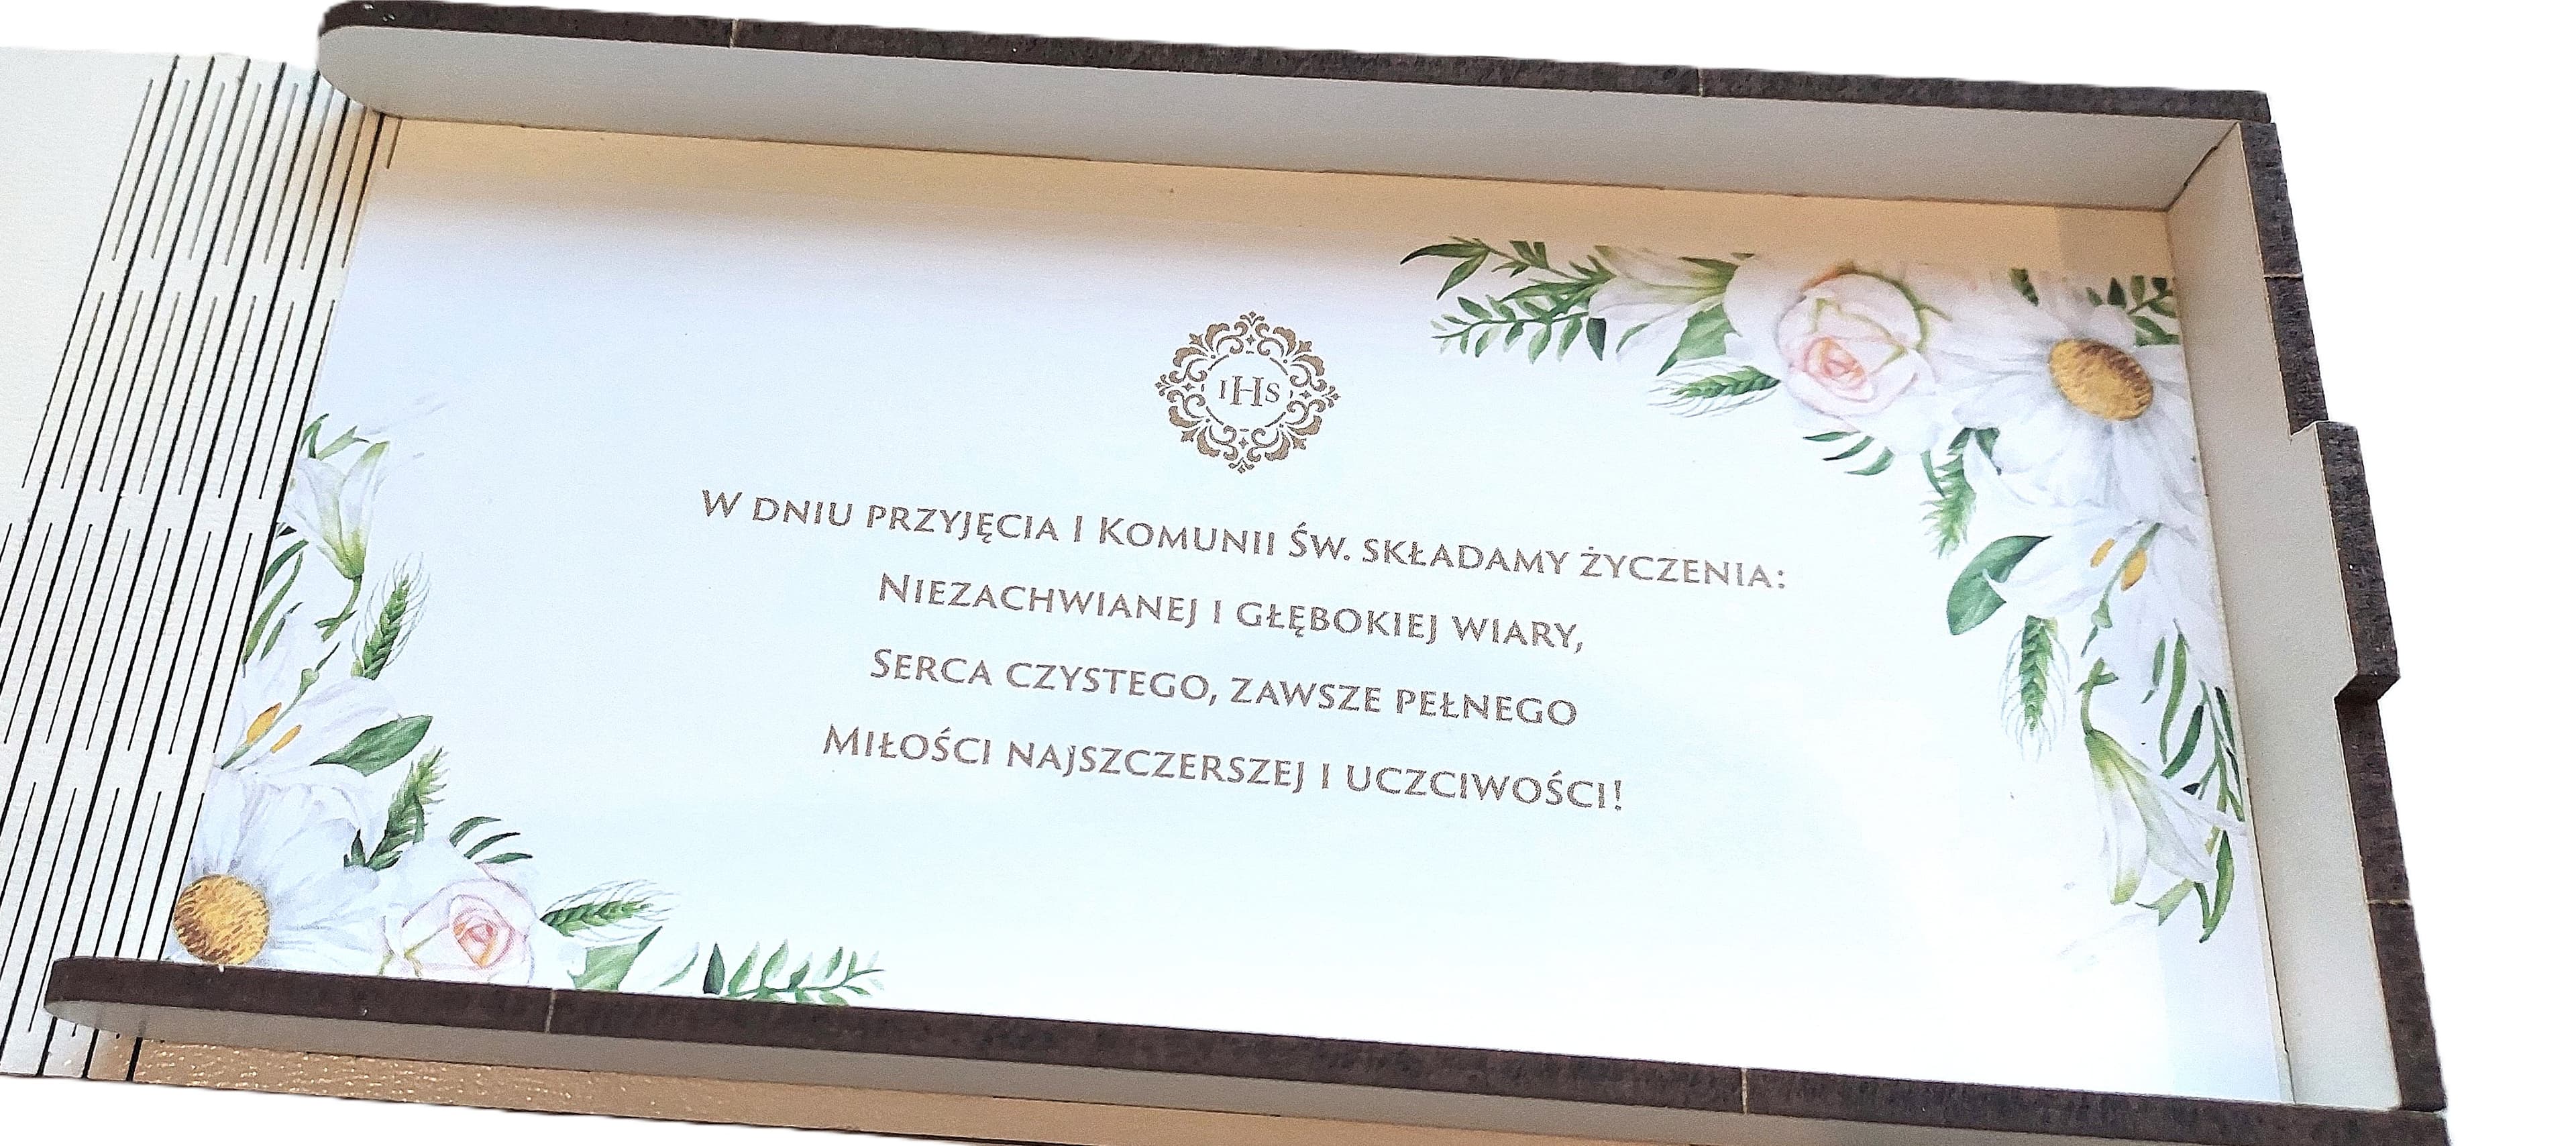 IHS
W DNIU PRZYJĘCIA I KOMUNII ŚW. SKŁADAMY ŻYCZENIA:
NIEZACHWIANEJ I GŁĘBOKIEJ WIARY,
SERCA CZYSTEGO, ZAWSZE PEŁNEGO
MIŁOŚCI NAJSZCZERSZEJ I UCZCIWOŚCI!